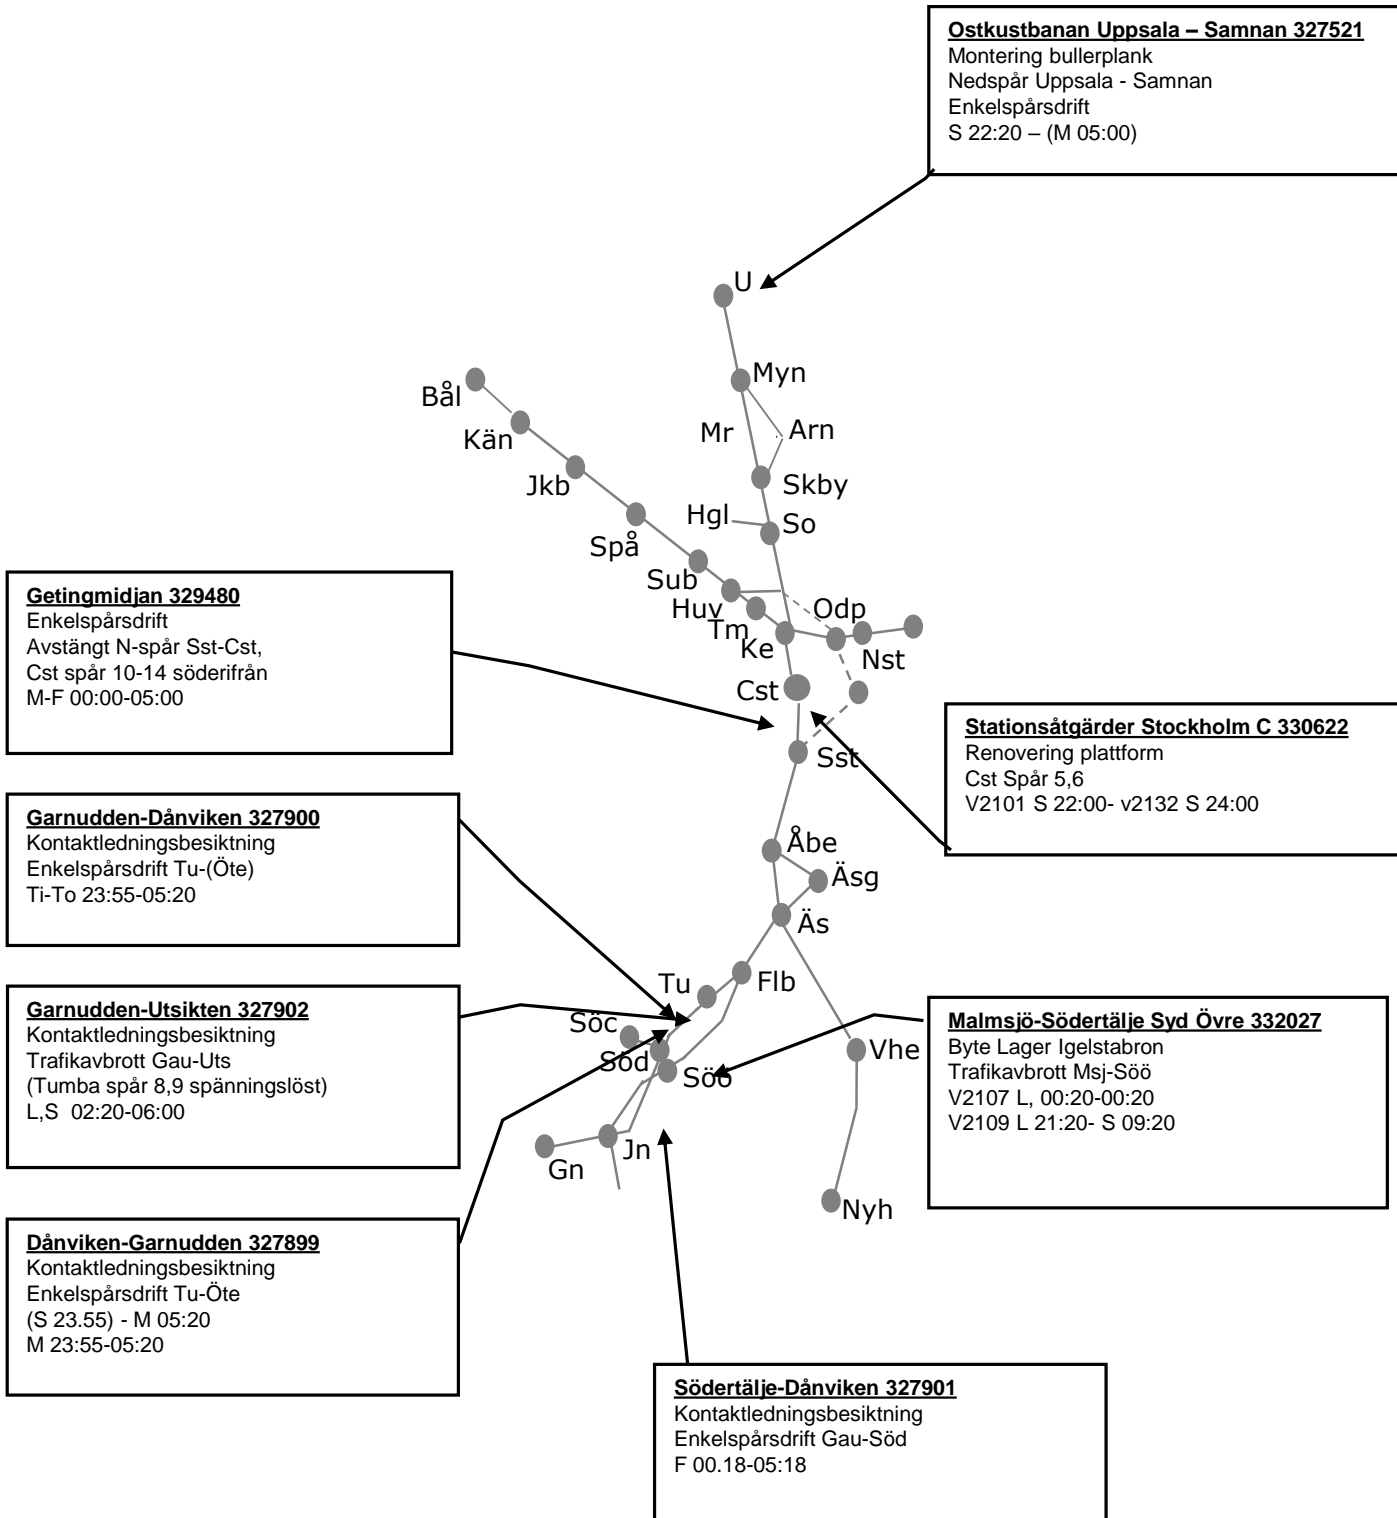 Ostkustbanan Uppsala – Samnan 327521
Montering bullerplank
Nedspår Uppsala - Samnan
Enkelspårsdrift
S 22:20 – (M 05:00)
U
Myn
Bål
Kän
Mr
Arn
Jkb
Skby
Hgl
So
Spå
Sub
Huv
Tm
Ke
Odp
Nst
Cst
Sst
Getingmidjan 329480
Enkelspårsdrift
Avstängt N-spår Sst-Cst,
Cst spår 10-14 söderifrån
M-F 00:00-05:00
Stationsåtgärder Stockholm C 330622
Renovering plattform
Cst Spår 5,6
V2101 S 22:00- v2132 S 24:00
Garnudden-Dånviken 327900
Kontaktledningsbesiktning
Enkelspårsdrift Tu-(Öte)
Ti-To 23:55-05:20
Åbe
Äsg
Äs
Flb
Tu
Söc
Söd
Söö
Vhe
Jn
Gn
Nyh
Garnudden-Utsikten 327902
Kontaktledningsbesiktning
Trafikavbrott Gau-Uts
(Tumba spår 8,9 spänningslöst)
L,S 02:20-06:00
Malmsjö-Södertälje Syd Övre 332027
Byte Lager Igelstabron
Trafikavbrott Msj-Söö
V2107 L, 00:20-00:20
V2109 L 21:20- S 09:20
Dånviken-Garnudden 327899
Kontaktledningsbesiktning
Enkelspårsdrift Tu-Öte
(S 23.55) - M 05:20
M 23:55-05:20
Södertälje-Dånviken 327901
Kontaktledningsbesiktning
Enkelspårsdrift Gau-Söd
F 00.18-05:18